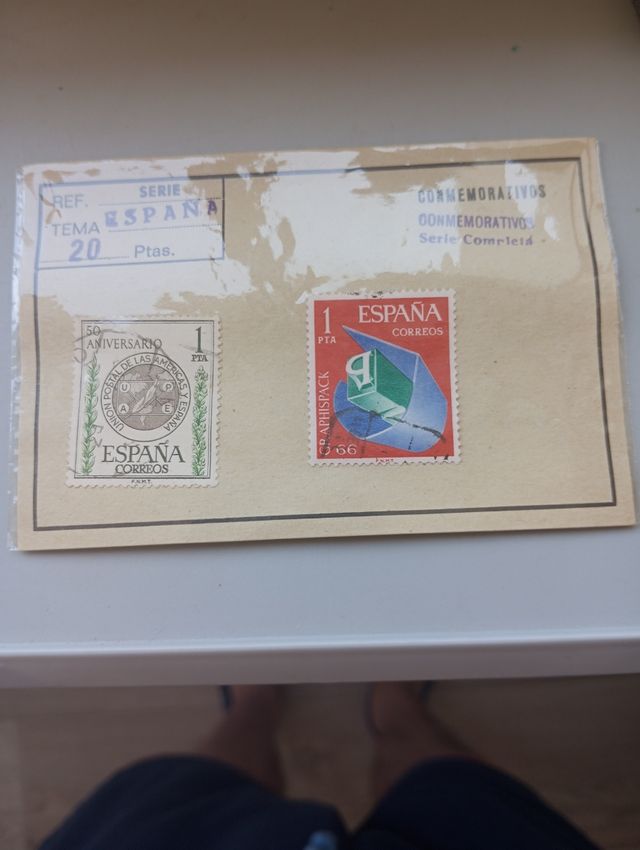 REF. SERIE
TEMA ESPAÑA
20 Ptas.
CONMEMORATIVOS
CONMEMORATIVOS
Serie Completa
50
ANIVERSARIO
1
PTA
UNION POSTAL DE LAS AMERICAS Y ESPAÑA
U P
A E
ESPAÑA
CORREOS
F.N.M.T.
1
PTA
ESPAÑA
CORREOS
GRAPHISPACK
66
F.N.M.T.